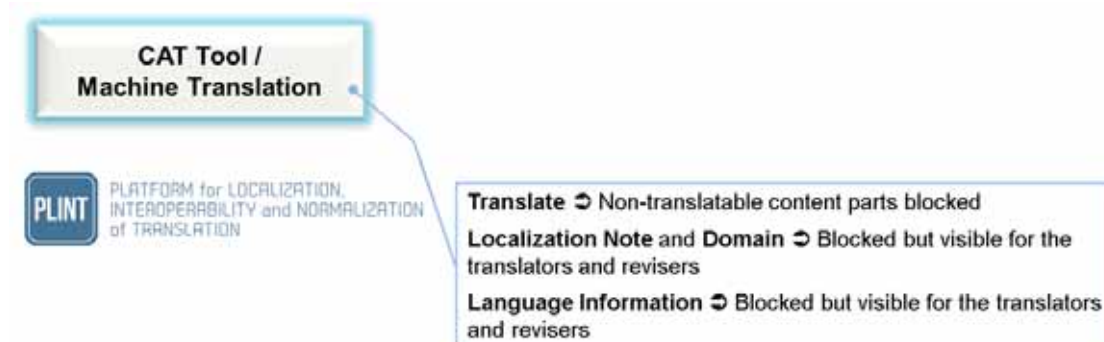 CAT Tool /
Machine Translation
PLINT
PLATFORM for LOCALIZATION,
INTEROPERABILITY and NORMALIZATION
of TRANSLATION
Translate ➲ Non-translatable content parts blocked
Localization Note and Domain ➲ Blocked but visible for the
translators and revisers
Language Information ➲ Blocked but visible for the translators
and revisers